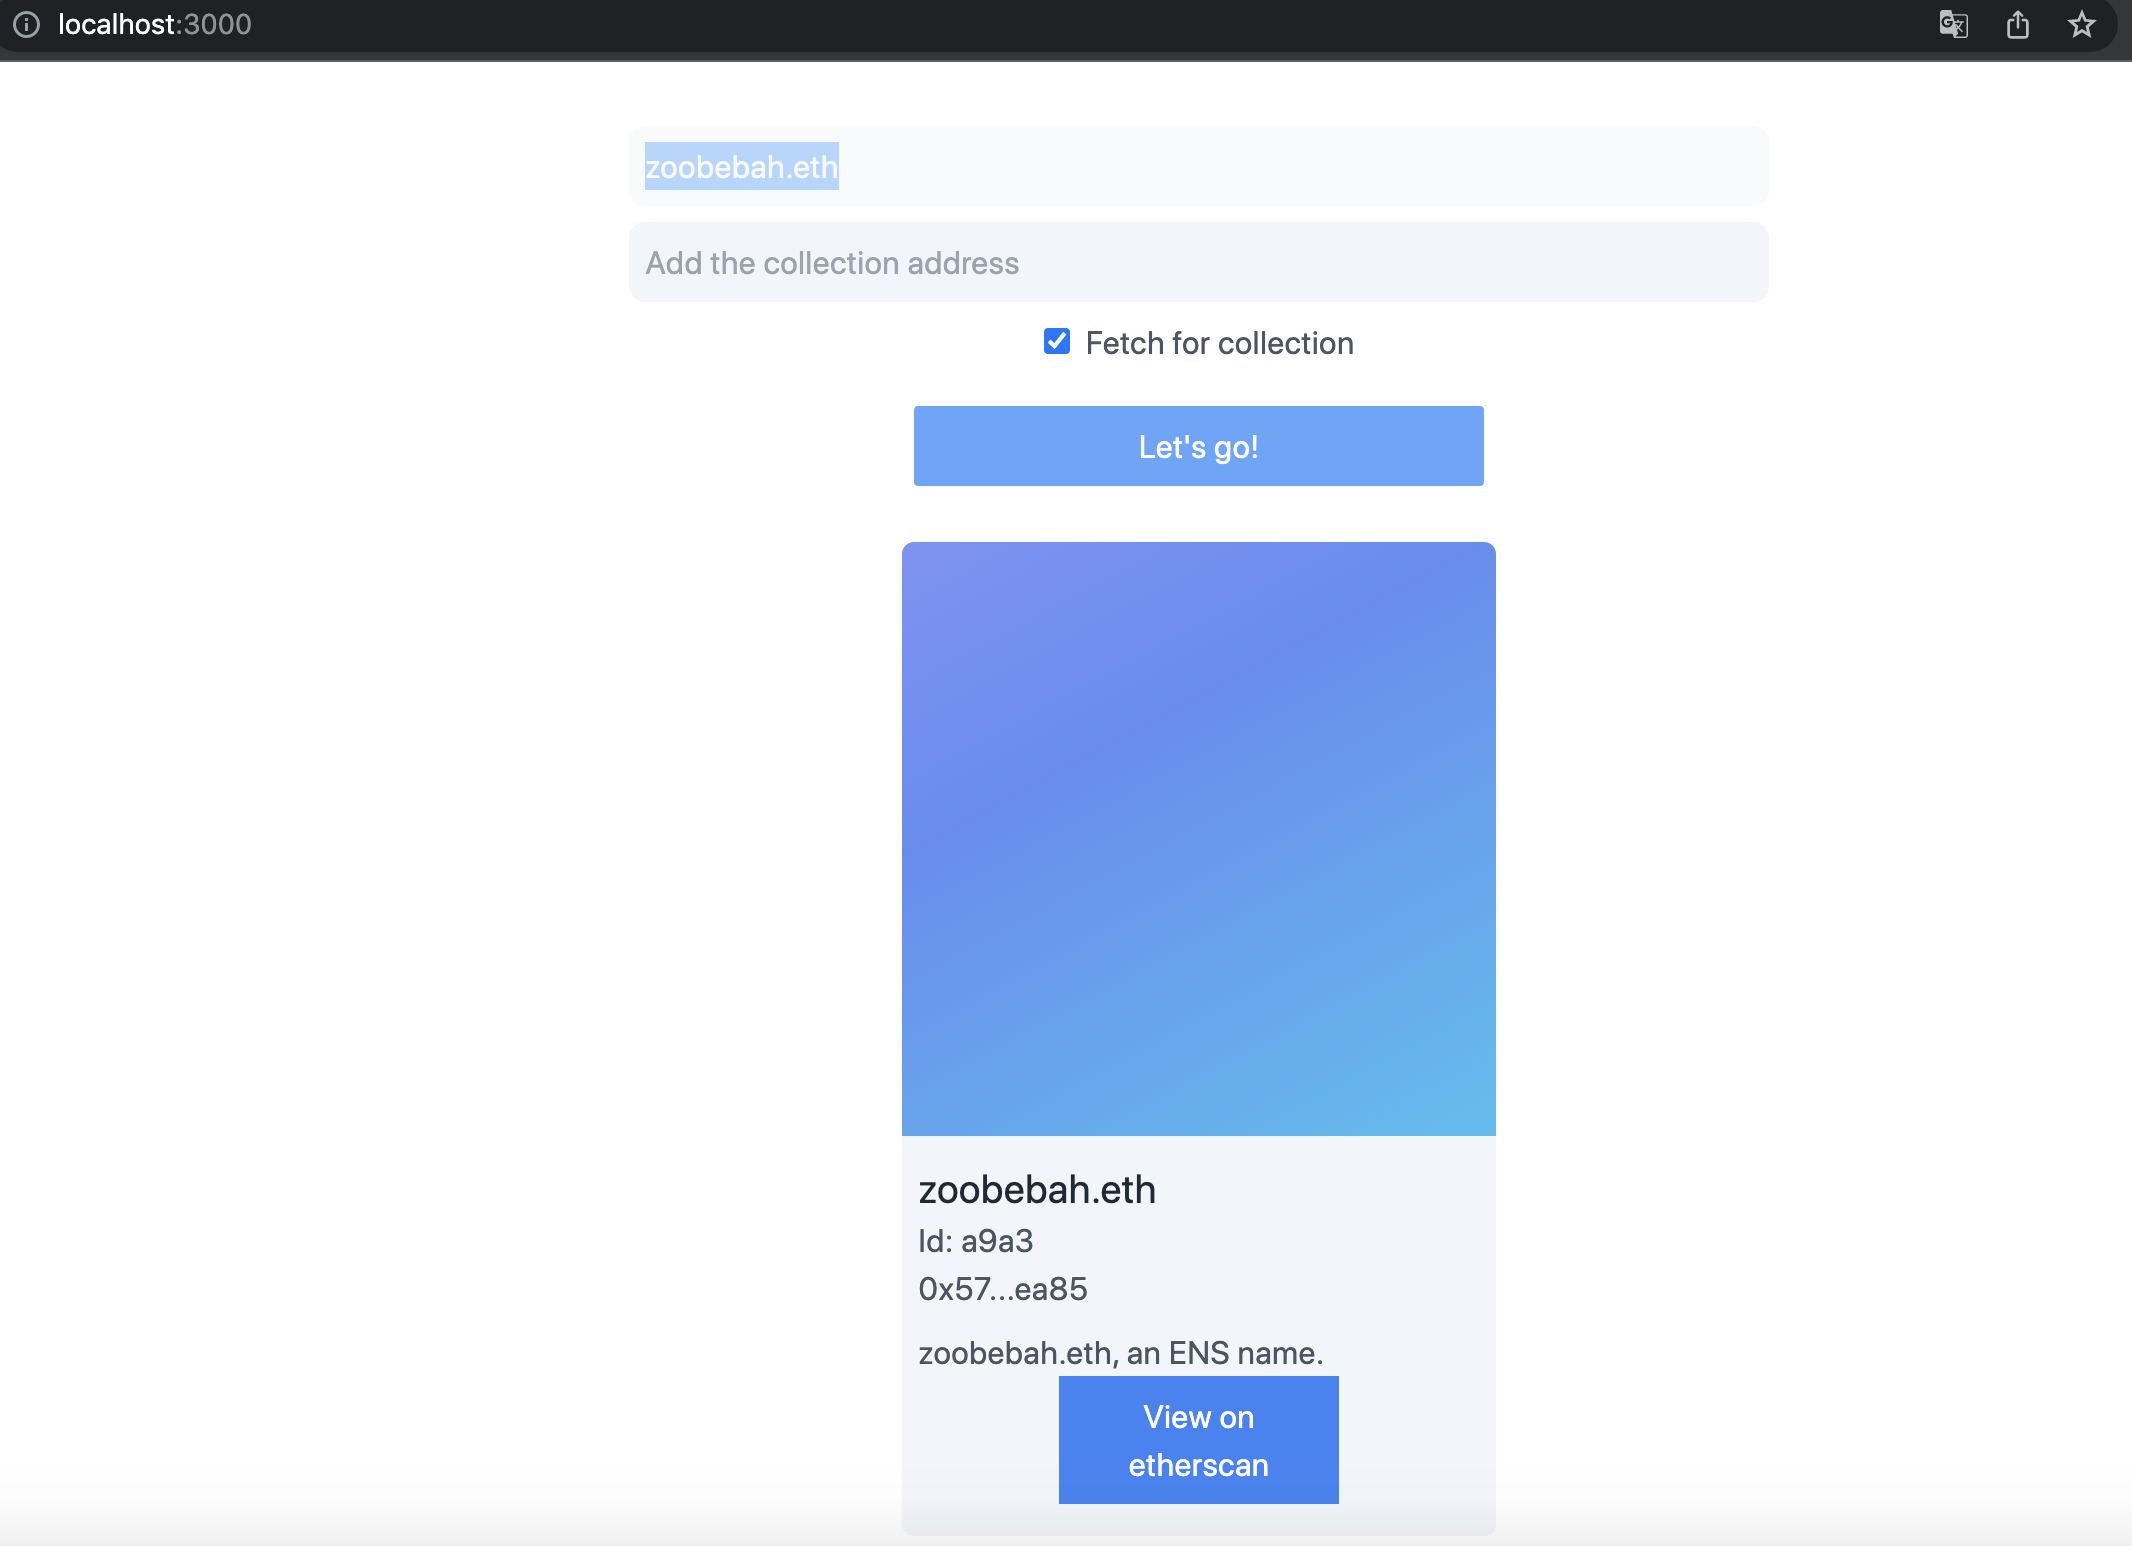 localhost:3000
zoobebah.eth
Add the collection address
Fetch for collection
Let's go!
zoobebah.eth
Id: a9a3
0x57...ea85
zoobebah.eth, an ENS name.
View on
etherscan